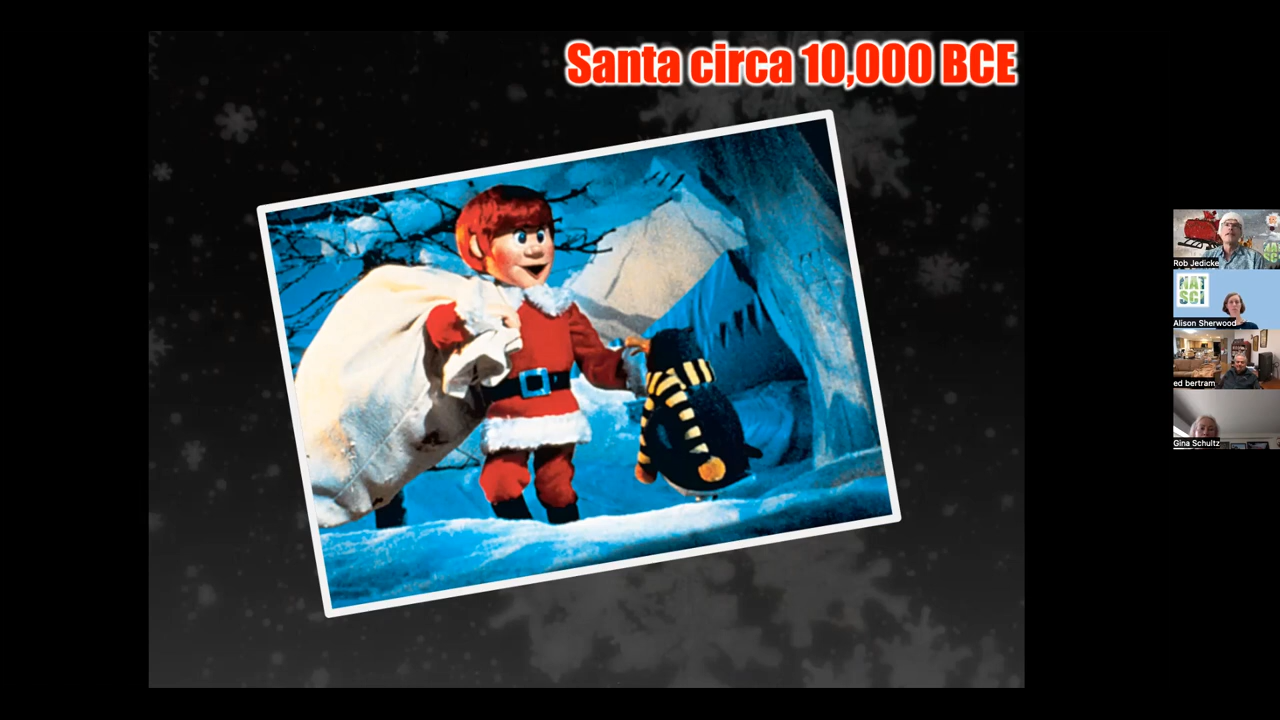 Santa circa 10,000 BCE
Rob Jedicke
NAT
SCI
Alison Sherwood
ed bertram
Gina Schultz